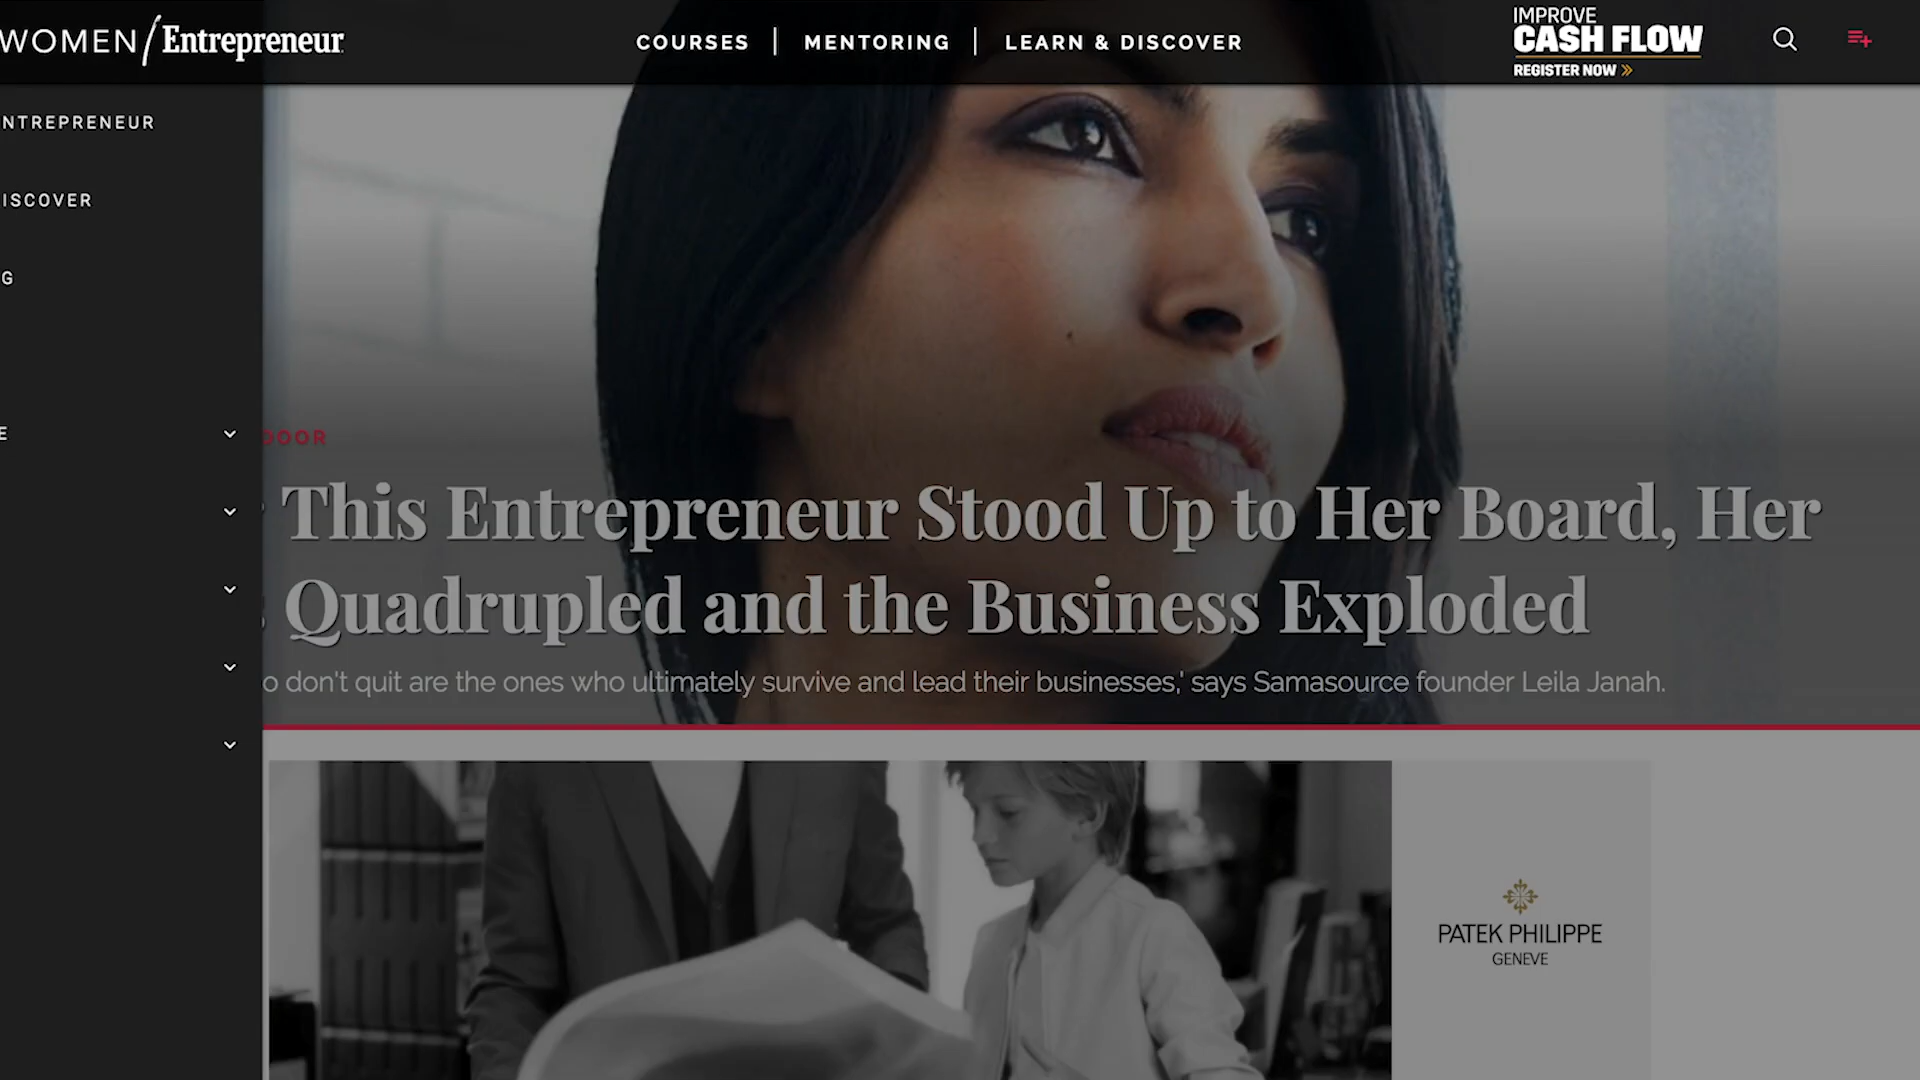 WOMEN/Entrepreneur
COURSES | MENTORING | LEARN & DISCOVER
IMPROVE
CASH FLOW
REGISTER NOW »
NTREPRENEUR
ISCOVER
G
E
DOOR
This Entrepreneur Stood Up to Her Board, Her
Quadrupled and the Business Exploded
o don't quit are the ones who ultimately survive and lead their businesses,' says Samasource founder Leila Janah.
PATEK PHILIPPE
GENEVE